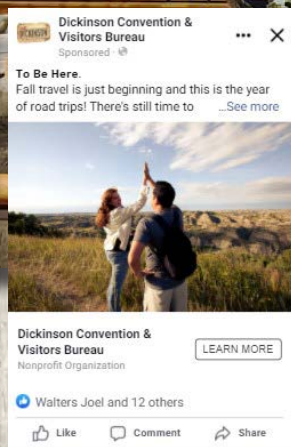 DICKINSON
Dickinson Convention &
Visitors Bureau
Sponsored ·
To Be Here.
Fall travel is just beginning and this is the year
of road trips! There's still time to ...See more
Dickinson Convention &
Visitors Bureau
Nonprofit Organization
LEARN MORE
Walters Joel and 12 others
Like Comment Share